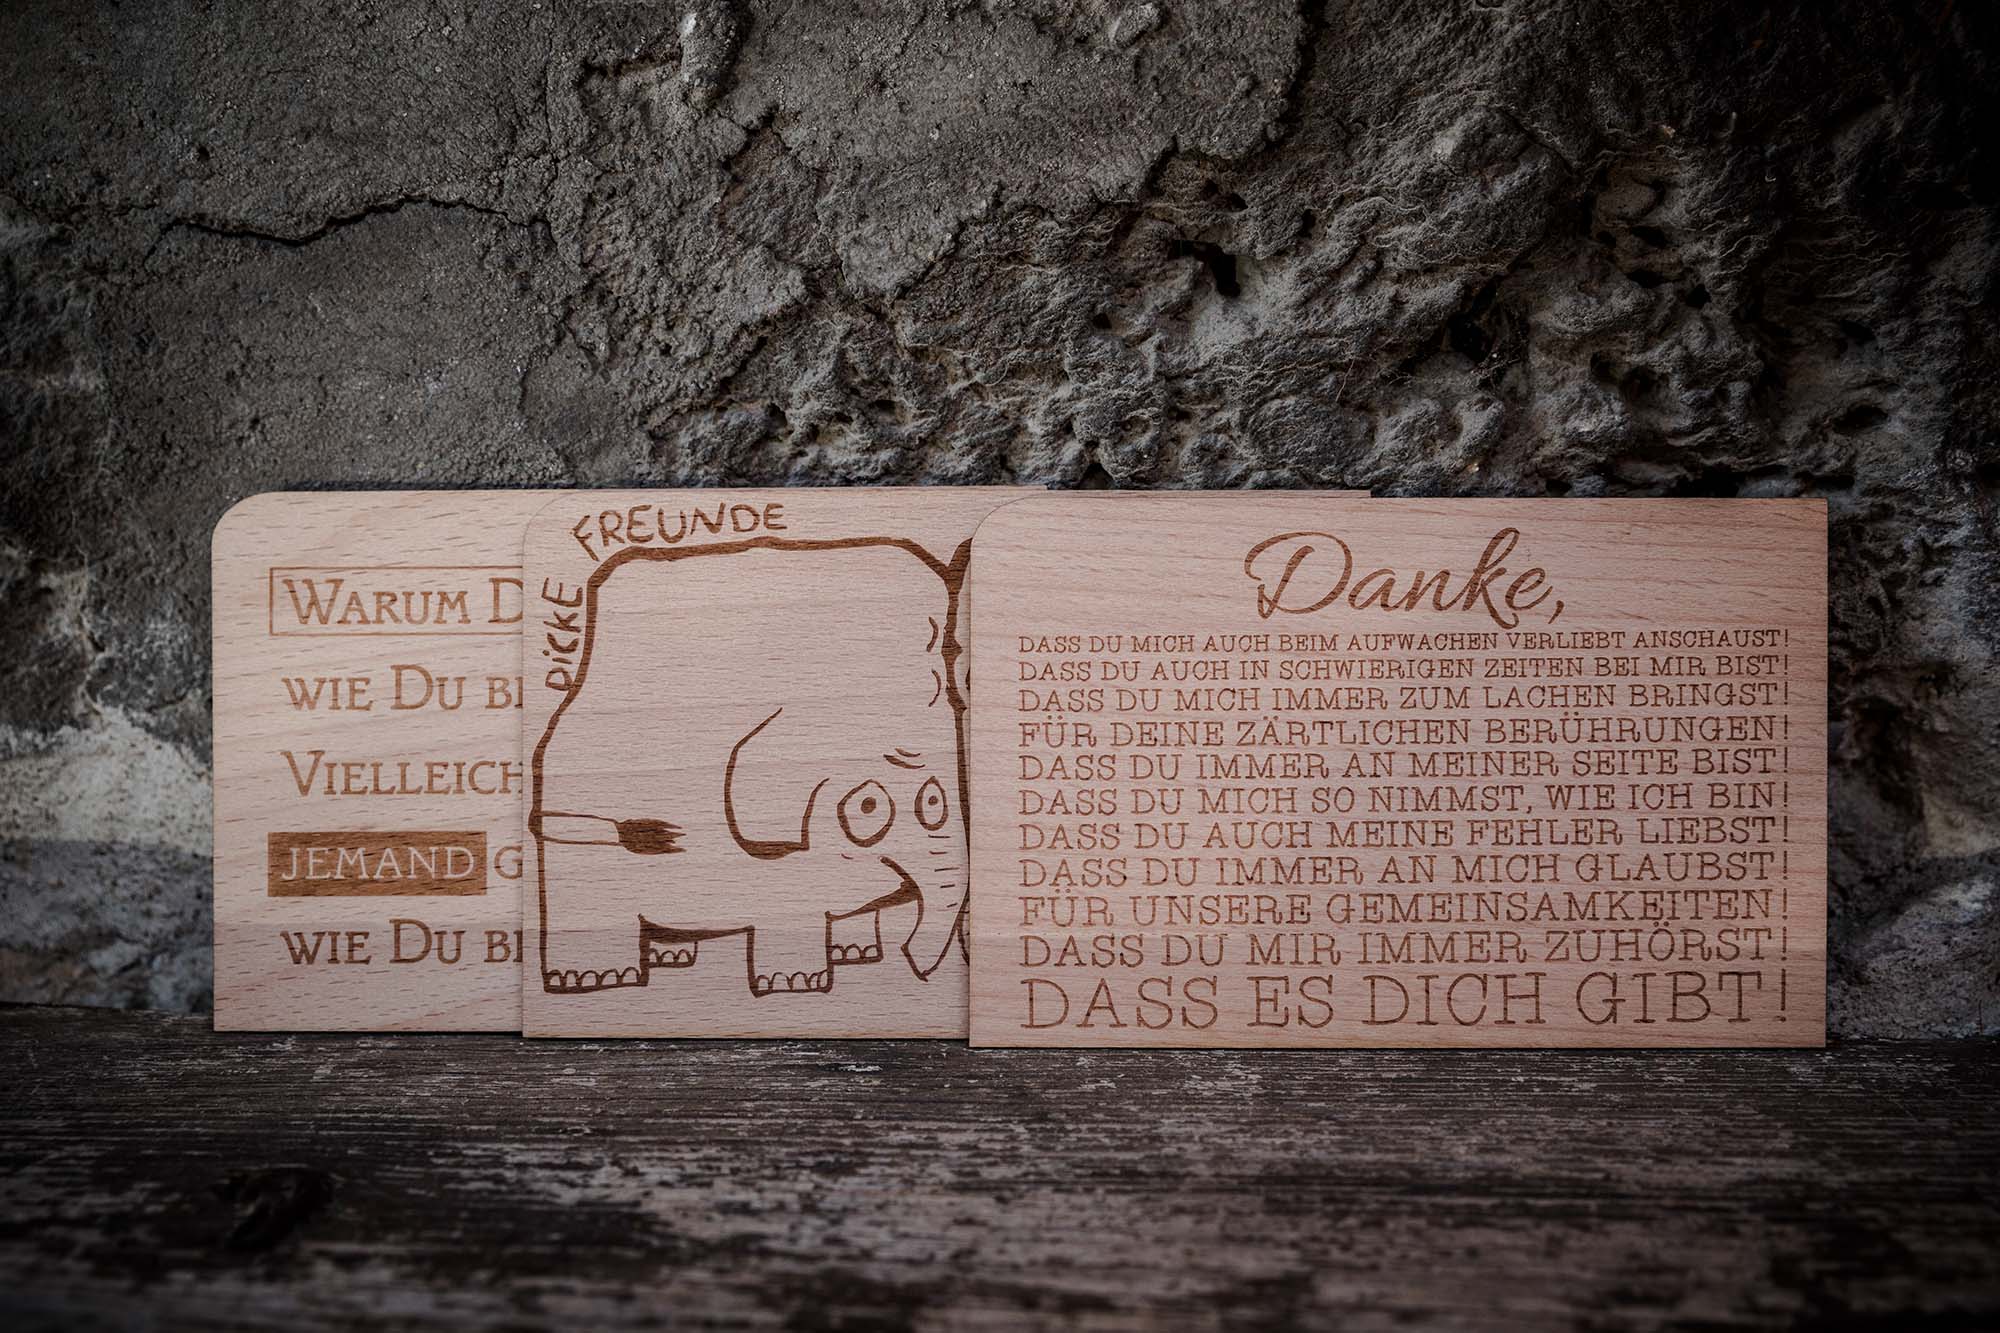 WARUM D
WIE DU BI
VIELLEICH
JEMAND G
WIE DU BI
DICKE FREUNDE
Danke,
DASS DU MICH AUCH BEIM AUFWACHEN VERLIEBT ANSCHAUST!
DASS DU AUCH IN SCHWIERIGEN ZEITEN BEI MIR BIST!
DASS DU MICH IMMER ZUM LACHEN BRINGST!
FÜR DEINE ZÄRTLICHEN BERÜHRUNGEN!
DASS DU IMMER AN MEINER SEITE BIST!
DASS DU MICH SO NIMMST, WIE ICH BIN!
DASS DU AUCH MEINE FEHLER LIEBST!
DASS DU IMMER AN MICH GLAUBST!
FÜR UNSERE GEMEINSAMKEITEN!
DASS DU MIR IMMER ZUHÖRST!
DASS ES DICH GIBT!